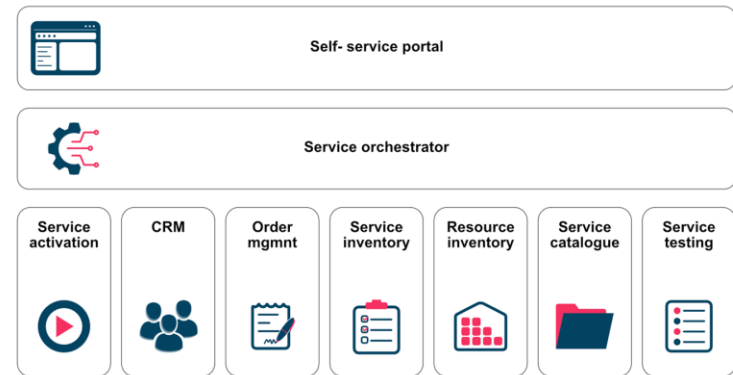 Self- service portal
Service orchestrator
Service
activation
CRM
Order
mgmnt
Service
inventory
Resource
inventory
Service
catalogue
Service
testing